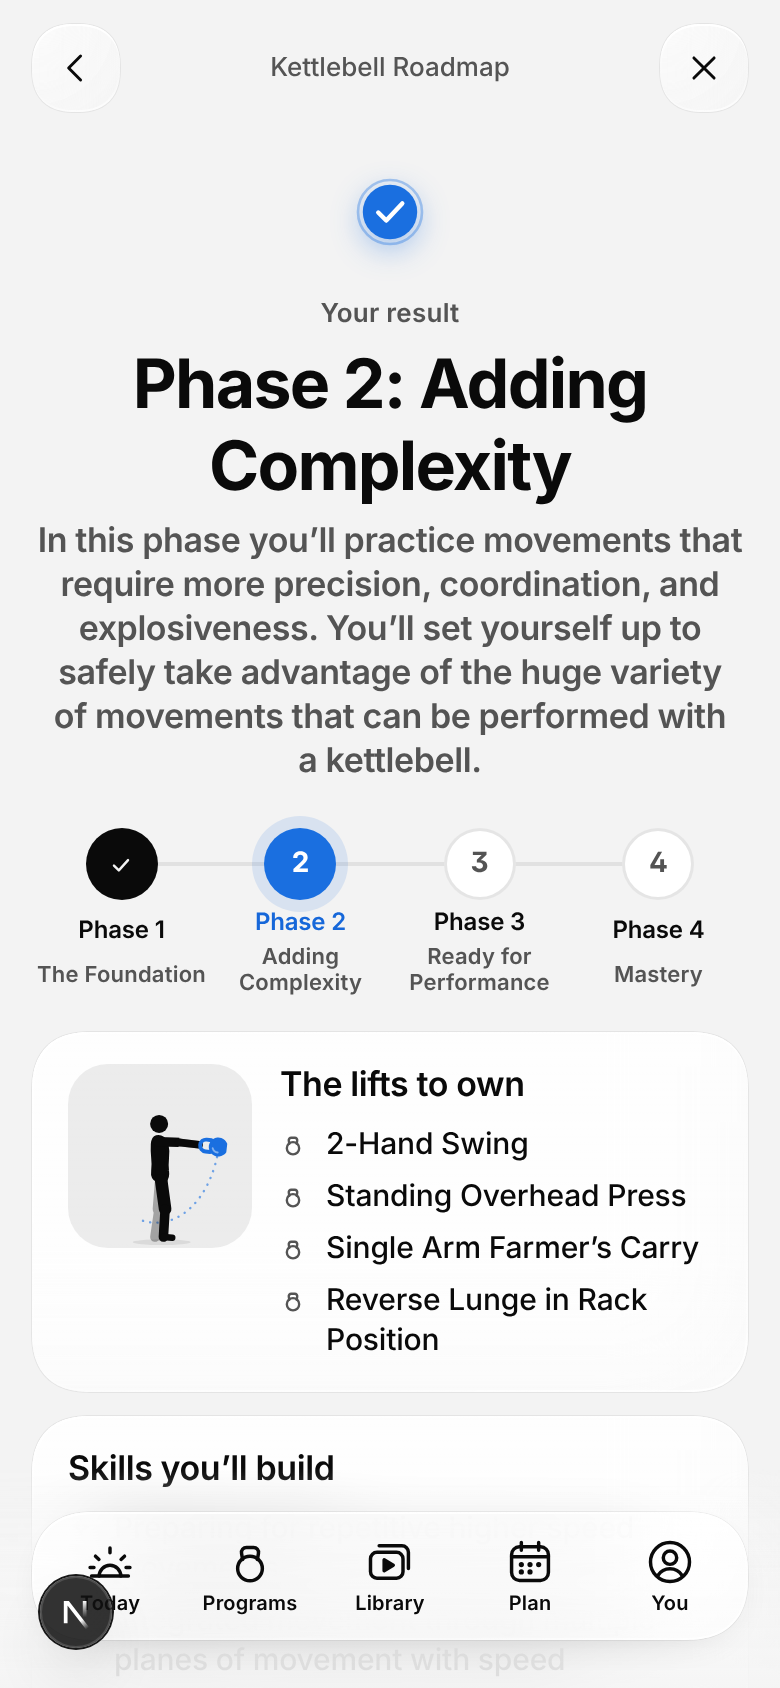 Kettlebell Roadmap
Your result
Phase 2: Adding
Complexity
In this phase you’ll practice movements that
require more precision, coordination, and
explosiveness. You’ll set yourself up to
safely take advantage of the huge variety
of movements that can be performed with
a kettlebell.
2
3
4
Phase 1
Phase 2
Phase 3
Phase 4
The Foundation
Adding
Complexity
Ready for
Performance
Mastery
The lifts to own
2-Hand Swing
Standing Overhead Press
Single Arm Farmer’s Carry
Reverse Lunge in Rack
Position
Skills you’ll build
Today
Programs
Library
Plan
You
N
planes of movement with speed